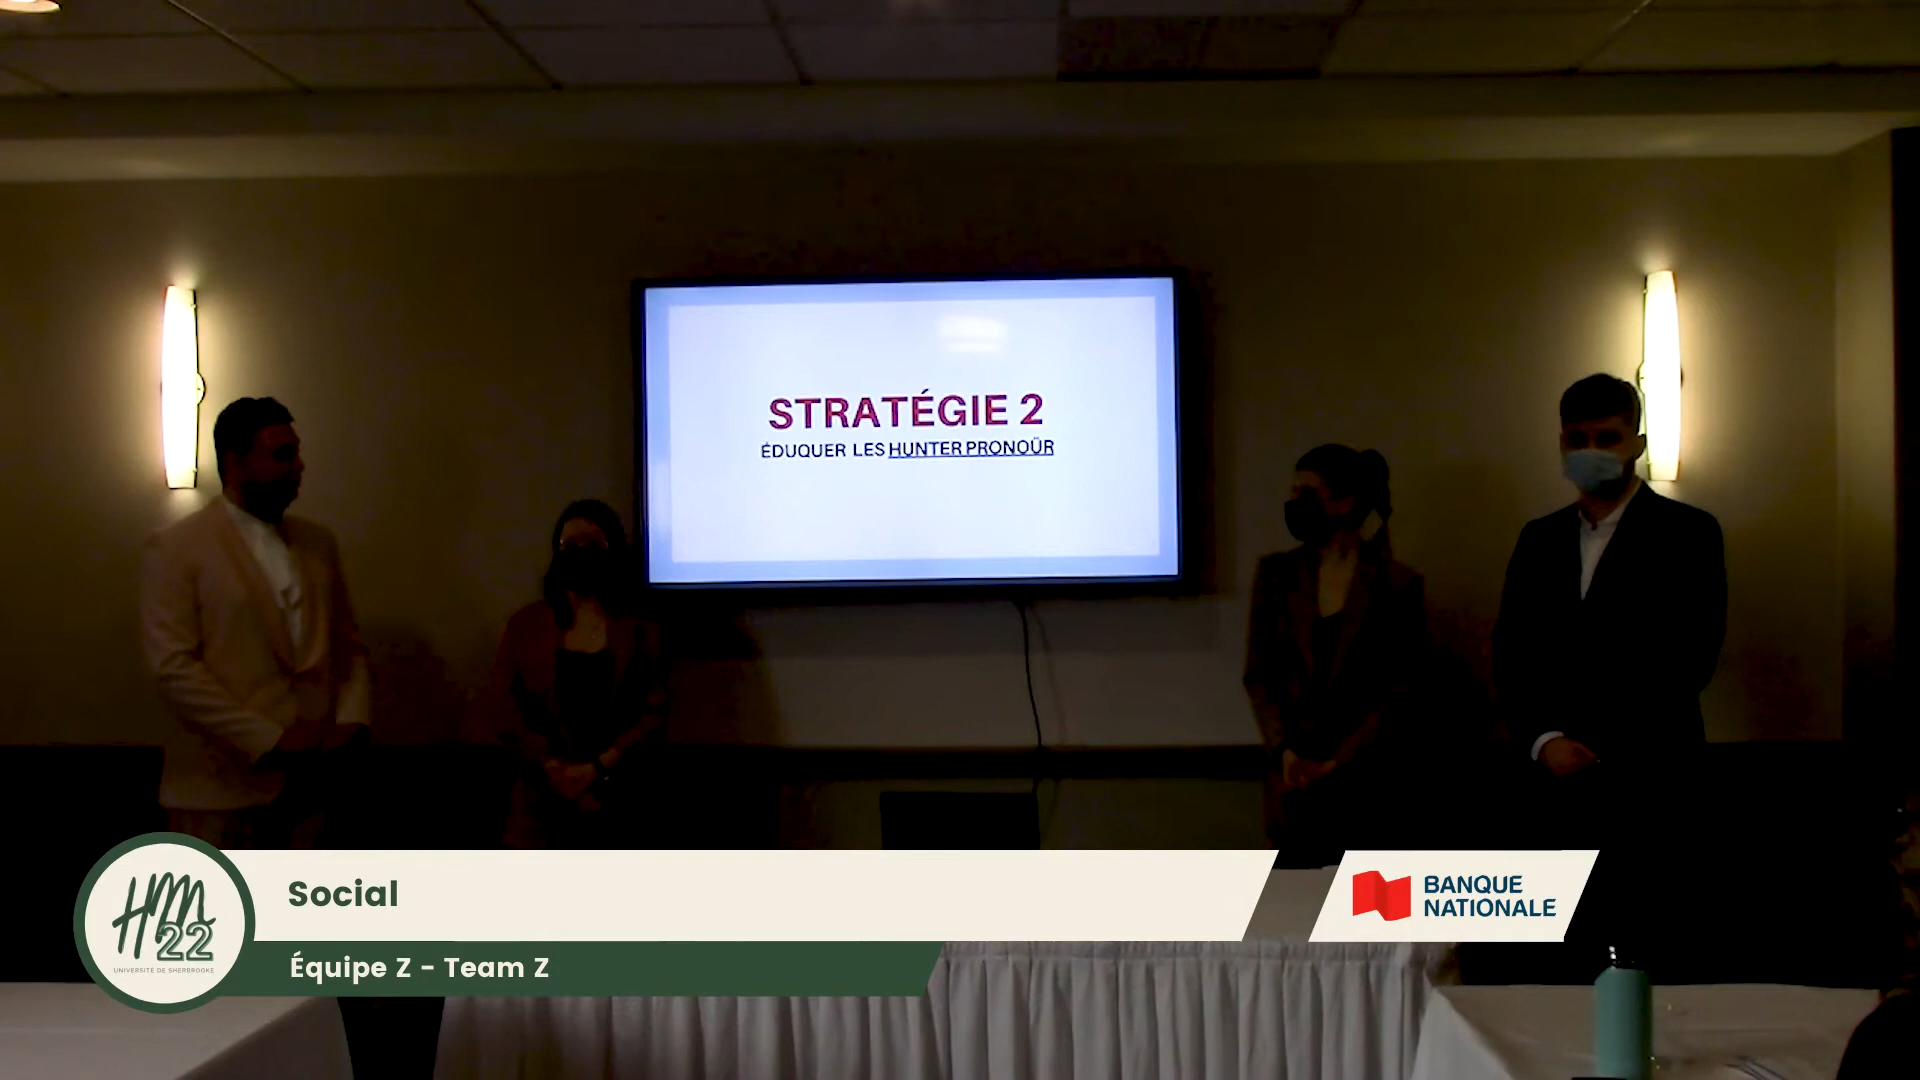 STRATÉGIE 2
ÉDUQUER LES HUNTER PRONOÜR
Social
BANQUE
NATIONALE
HM
22
UNIVERSITÉ DE SHERBROOKE
Équipe Z - Team Z